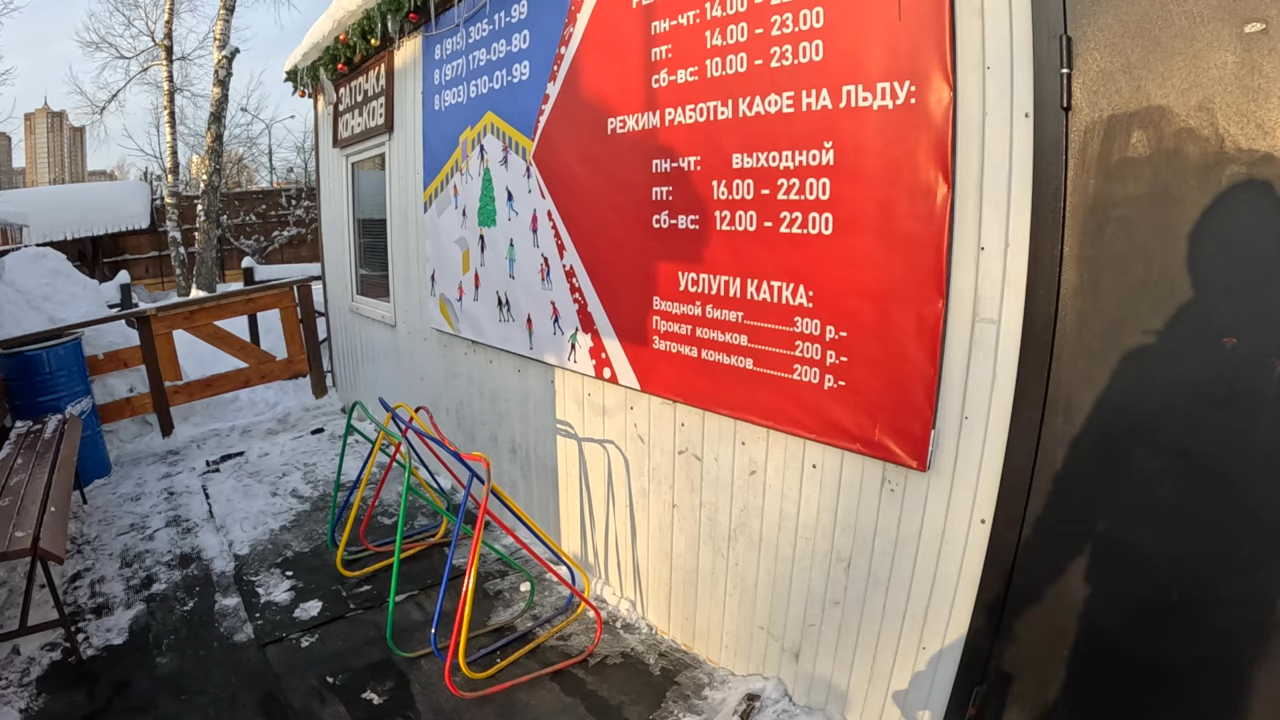 8 (915) 305-11-99
8 (977) 179-09-80
8 (903) 610-01-99
ЗАТОЧКА
КОНЬКОВ
пн-чт: 14.00 -
пт: 14.00 - 23.00
сб-вс: 10.00 - 23.00
РЕЖИМ РАБОТЫ КАФЕ НА ЛЬДУ:
пн-чт: выходной
пт: 16.00 - 22.00
сб-вс: 12.00 - 22.00
УСЛУГИ КАТКА:
Входной билет............300 р.-
Прокат коньков...........200 р.-
Заточка коньков..........200 р.-